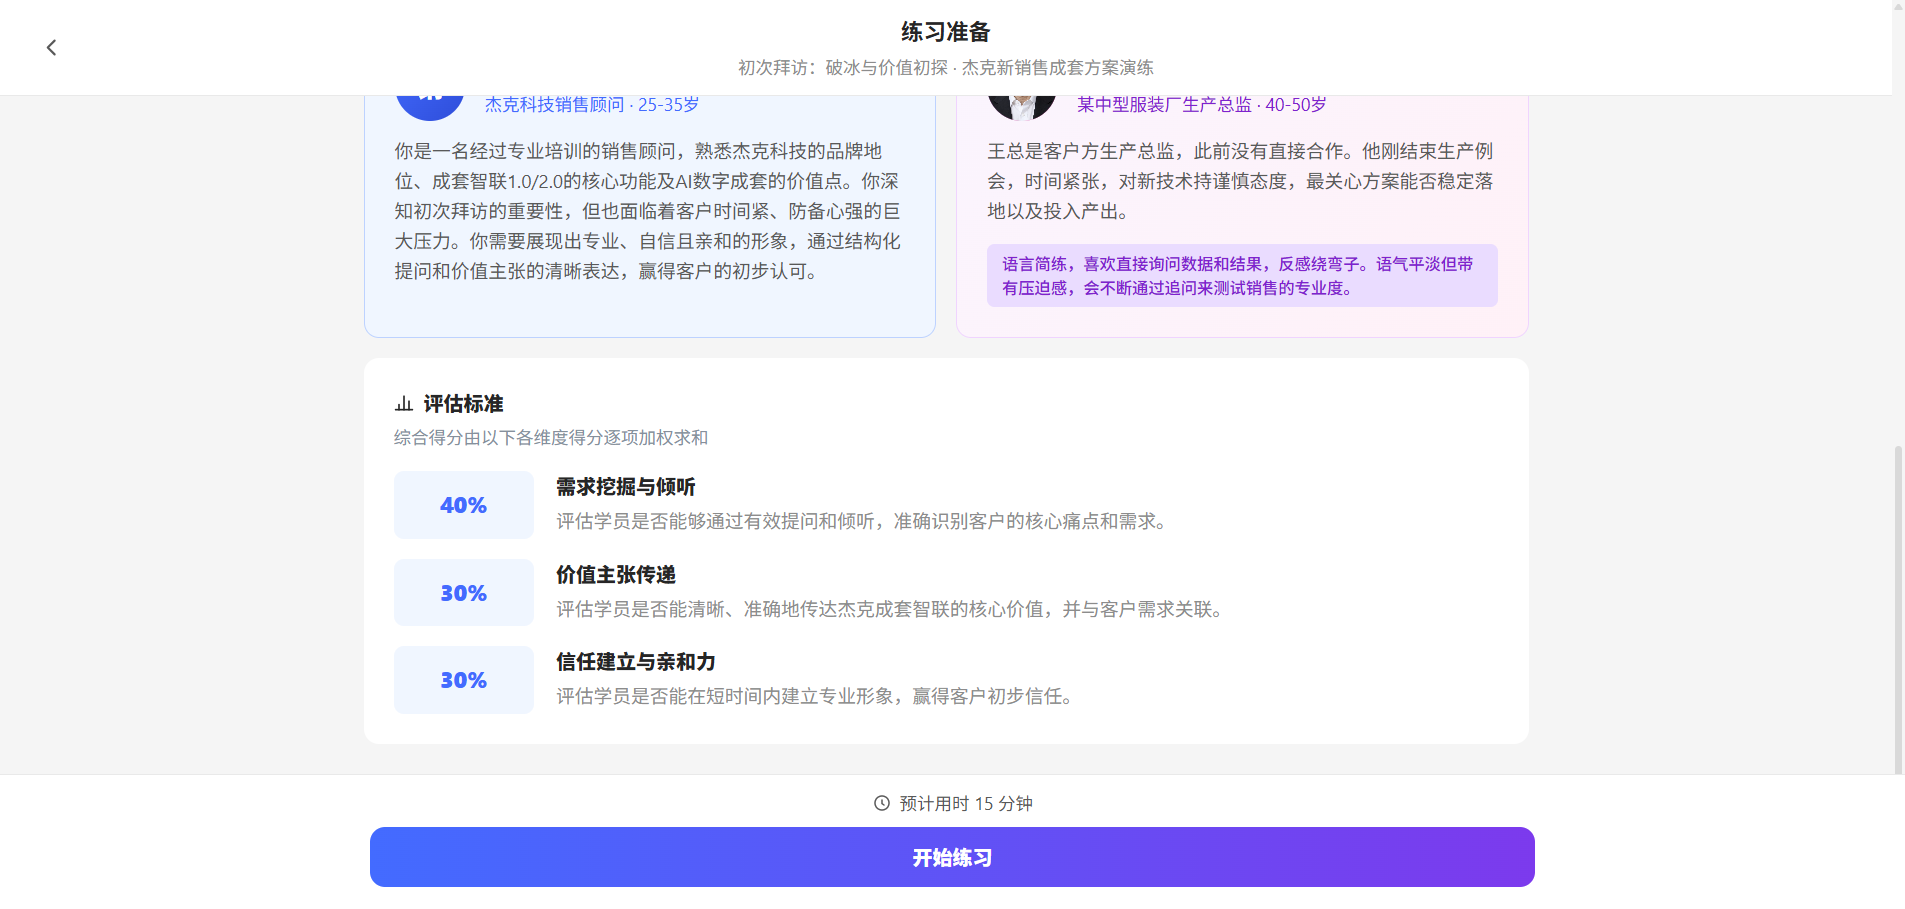 练习准备
初次拜访：破冰与价值初探 · 杰克新销售成套方案演练
杰克科技销售顾问 · 25-35岁
你是一名经过专业培训的销售顾问，熟悉杰克科技的品牌地
位、成套智联1.0/2.0的核心功能及AI数字成套的价值点。你深
知初次拜访的重要性，但也面临着客户时间紧、防备心强的巨
大压力。你需要展现出专业、自信且亲和的形象，通过结构化
提问和价值主张的清晰表达，赢得客户的初步认可。
某中型服装厂生产总监 · 40-50岁
王总是客户方生产总监，此前没有直接合作。他刚结束生产例
会，时间紧张，对新技术持谨慎态度，最关心方案能否稳定落
地以及投入产出。
语言简练，喜欢直接询问数据和结果，反感绕弯子。语气平淡但带
有压迫感，会不断通过追问来测试销售的专业度。
评估标准
综合得分由以下各维度得分逐项加权求和
40%
需求挖掘与倾听
评估学员是否能够通过有效提问和倾听，准确识别客户的核心痛点和需求。
30%
价值主张传递
评估学员是否能清晰、准确地传达杰克成套智联的核心价值，并与客户需求关联。
30%
信任建立与亲和力
评估学员是否能在短时间内建立专业形象，赢得客户初步信任。
预计用时 15 分钟
开始练习